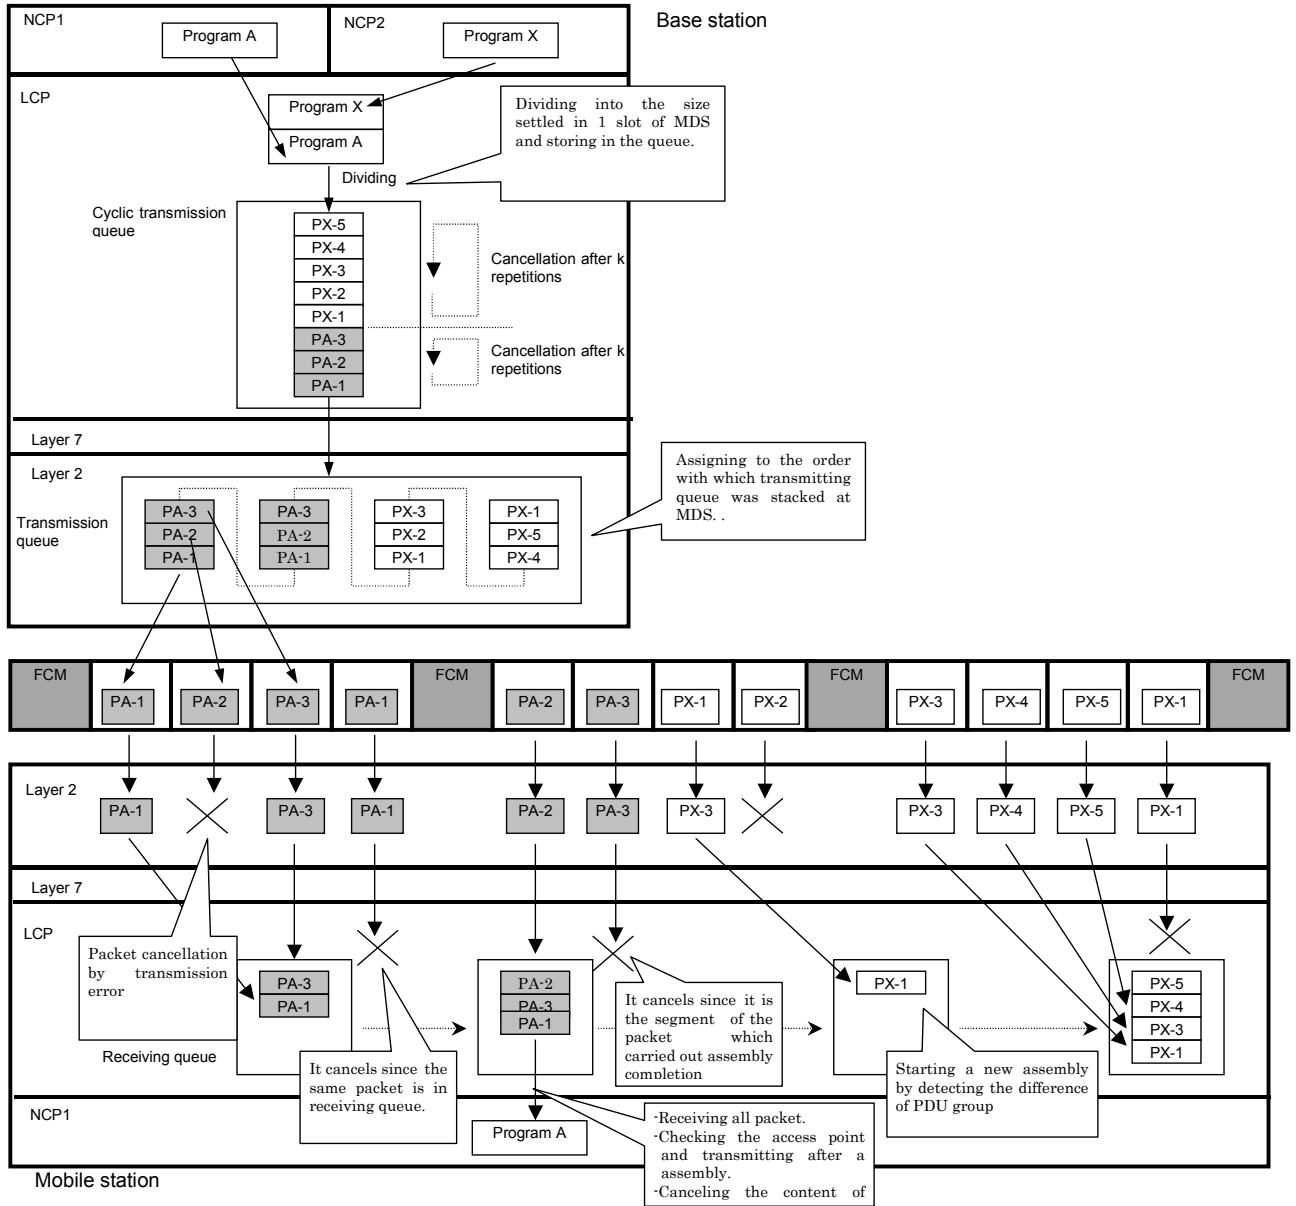 NCP1
Program A
NCP2
Program X
Base station
LCP
Program X
Program A
Dividing into the size
settled in 1 slot of MDS
and storing in the queue.
Dividing
Cyclic transmission
queue
PX-5
PX-4
PX-3
PX-2
PX-1
PA-3
PA-2
PA-1
Cancellation after k
repetitions
Cancellation after k
repetitions
Layer 7
Layer 2
Assigning to the order
with which transmitting
queue was stacked at
MDS. .
Transmission
queue
PA-3
PA-2
PA-1
PA-3
PA-2
PA-1
PX-3
PX-2
PX-1
PX-1
PX-5
PX-4
FCM
PA-1
PA-2
PA-3
PA-1
FCM
PA-2
PA-3
PX-1
PX-2
FCM
PX-3
PX-4
PX-5
PX-1
FCM
Layer 2
PA-1
PA-3
PA-1
PA-2
PA-3
PX-3
PX-3
PX-4
PX-5
PX-1
Layer 7
LCP
Packet cancellation
by transmission
error
Receiving queue
PA-3
PA-1
It cancels since the
same packet is in
receiving queue.
PA-2
PA-3
PA-1
It cancels since it is
the segment of the
packet which
carried out assembly
completion
PX-1
Starting a new assembly
by detecting the difference
of PDU group
PX-5
PX-4
PX-3
PX-1
NCP1
Program A
-Receiving all packet.
-Checking the access point
and transmitting after a
assembly.
-Canceling the content of
Mobile station